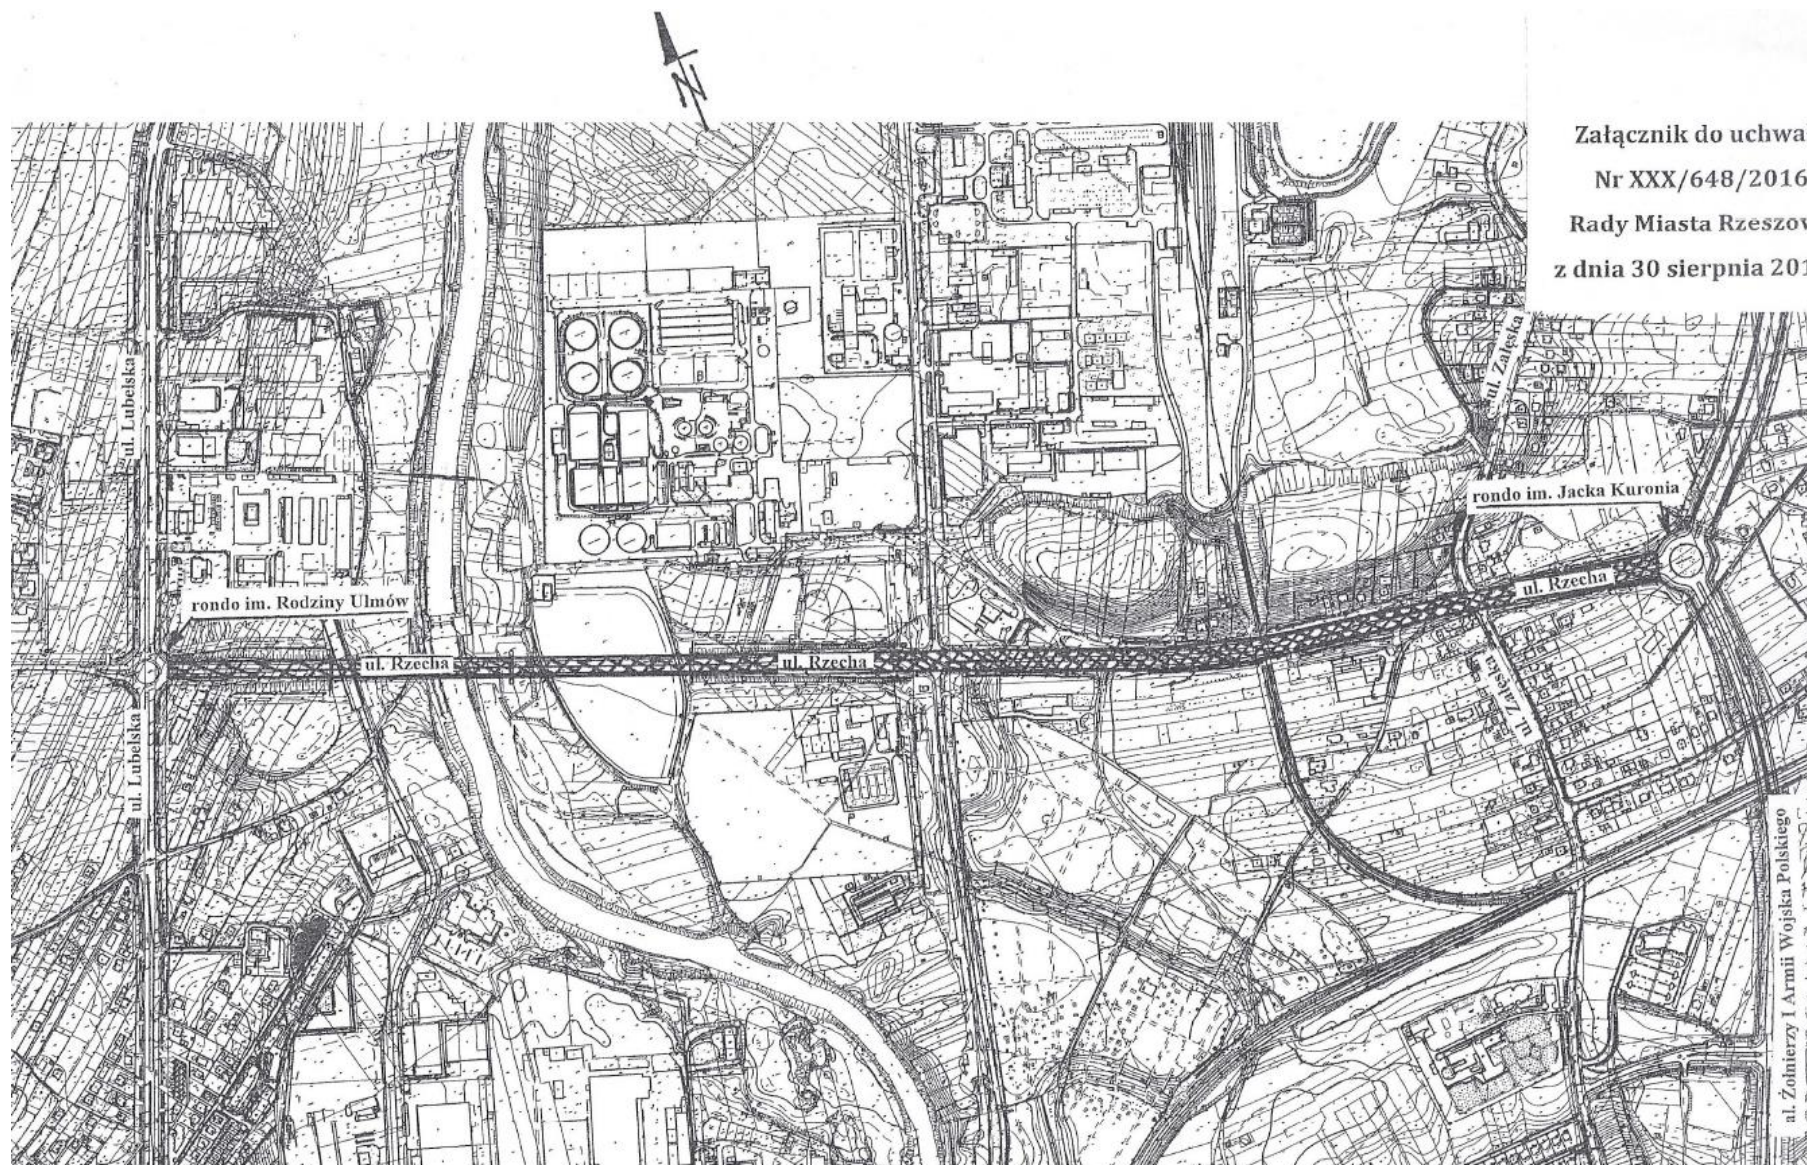 N
Załącznik do uchwa
Nr XXX/648/2016
Rady Miasta Rzeszow
z dnia 30 sierpnia 201
ul. Lubelska
ul. Załęska
rondo im. Jacka Kuronia
ul. Rzecha
rondo im. Rodziny Ulmów
ul. Rzecha
ul. Rzecha
ul. Załęska
ul. Lubelska
al. Żołnierzy I Armii Wojska Polskiego